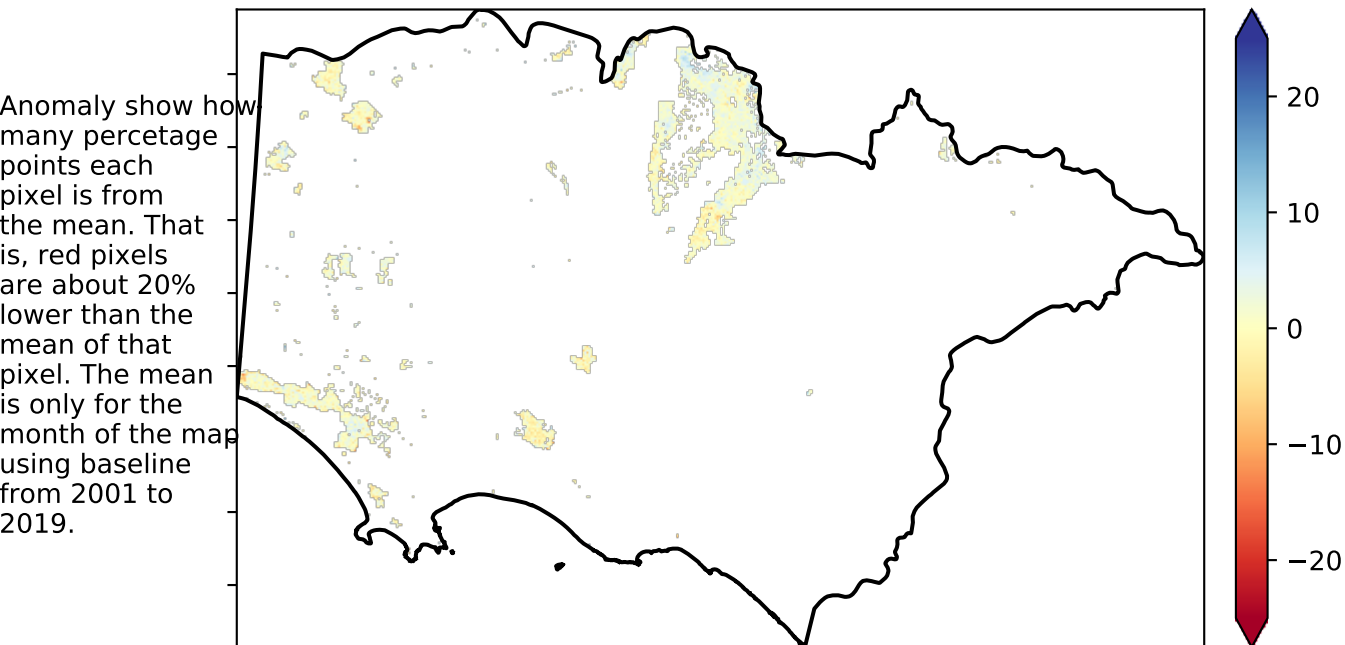 Anomaly show how
many percetage
points each
pixel is from
the mean. That
is, red pixels
are about 20%
lower than the
mean of that
pixel. The mean
is only for the
month of the map
using baseline
from 2001 to
2019.
20
10
0
−10
−20